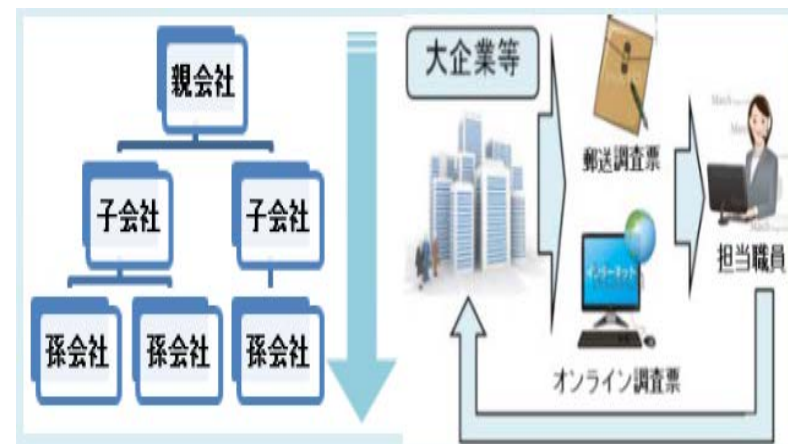 親会社
子会社
子会社
孫会社
孫会社
孫会社
大企業等
郵送調査票
インターネット
オンライン調査票
担当職員